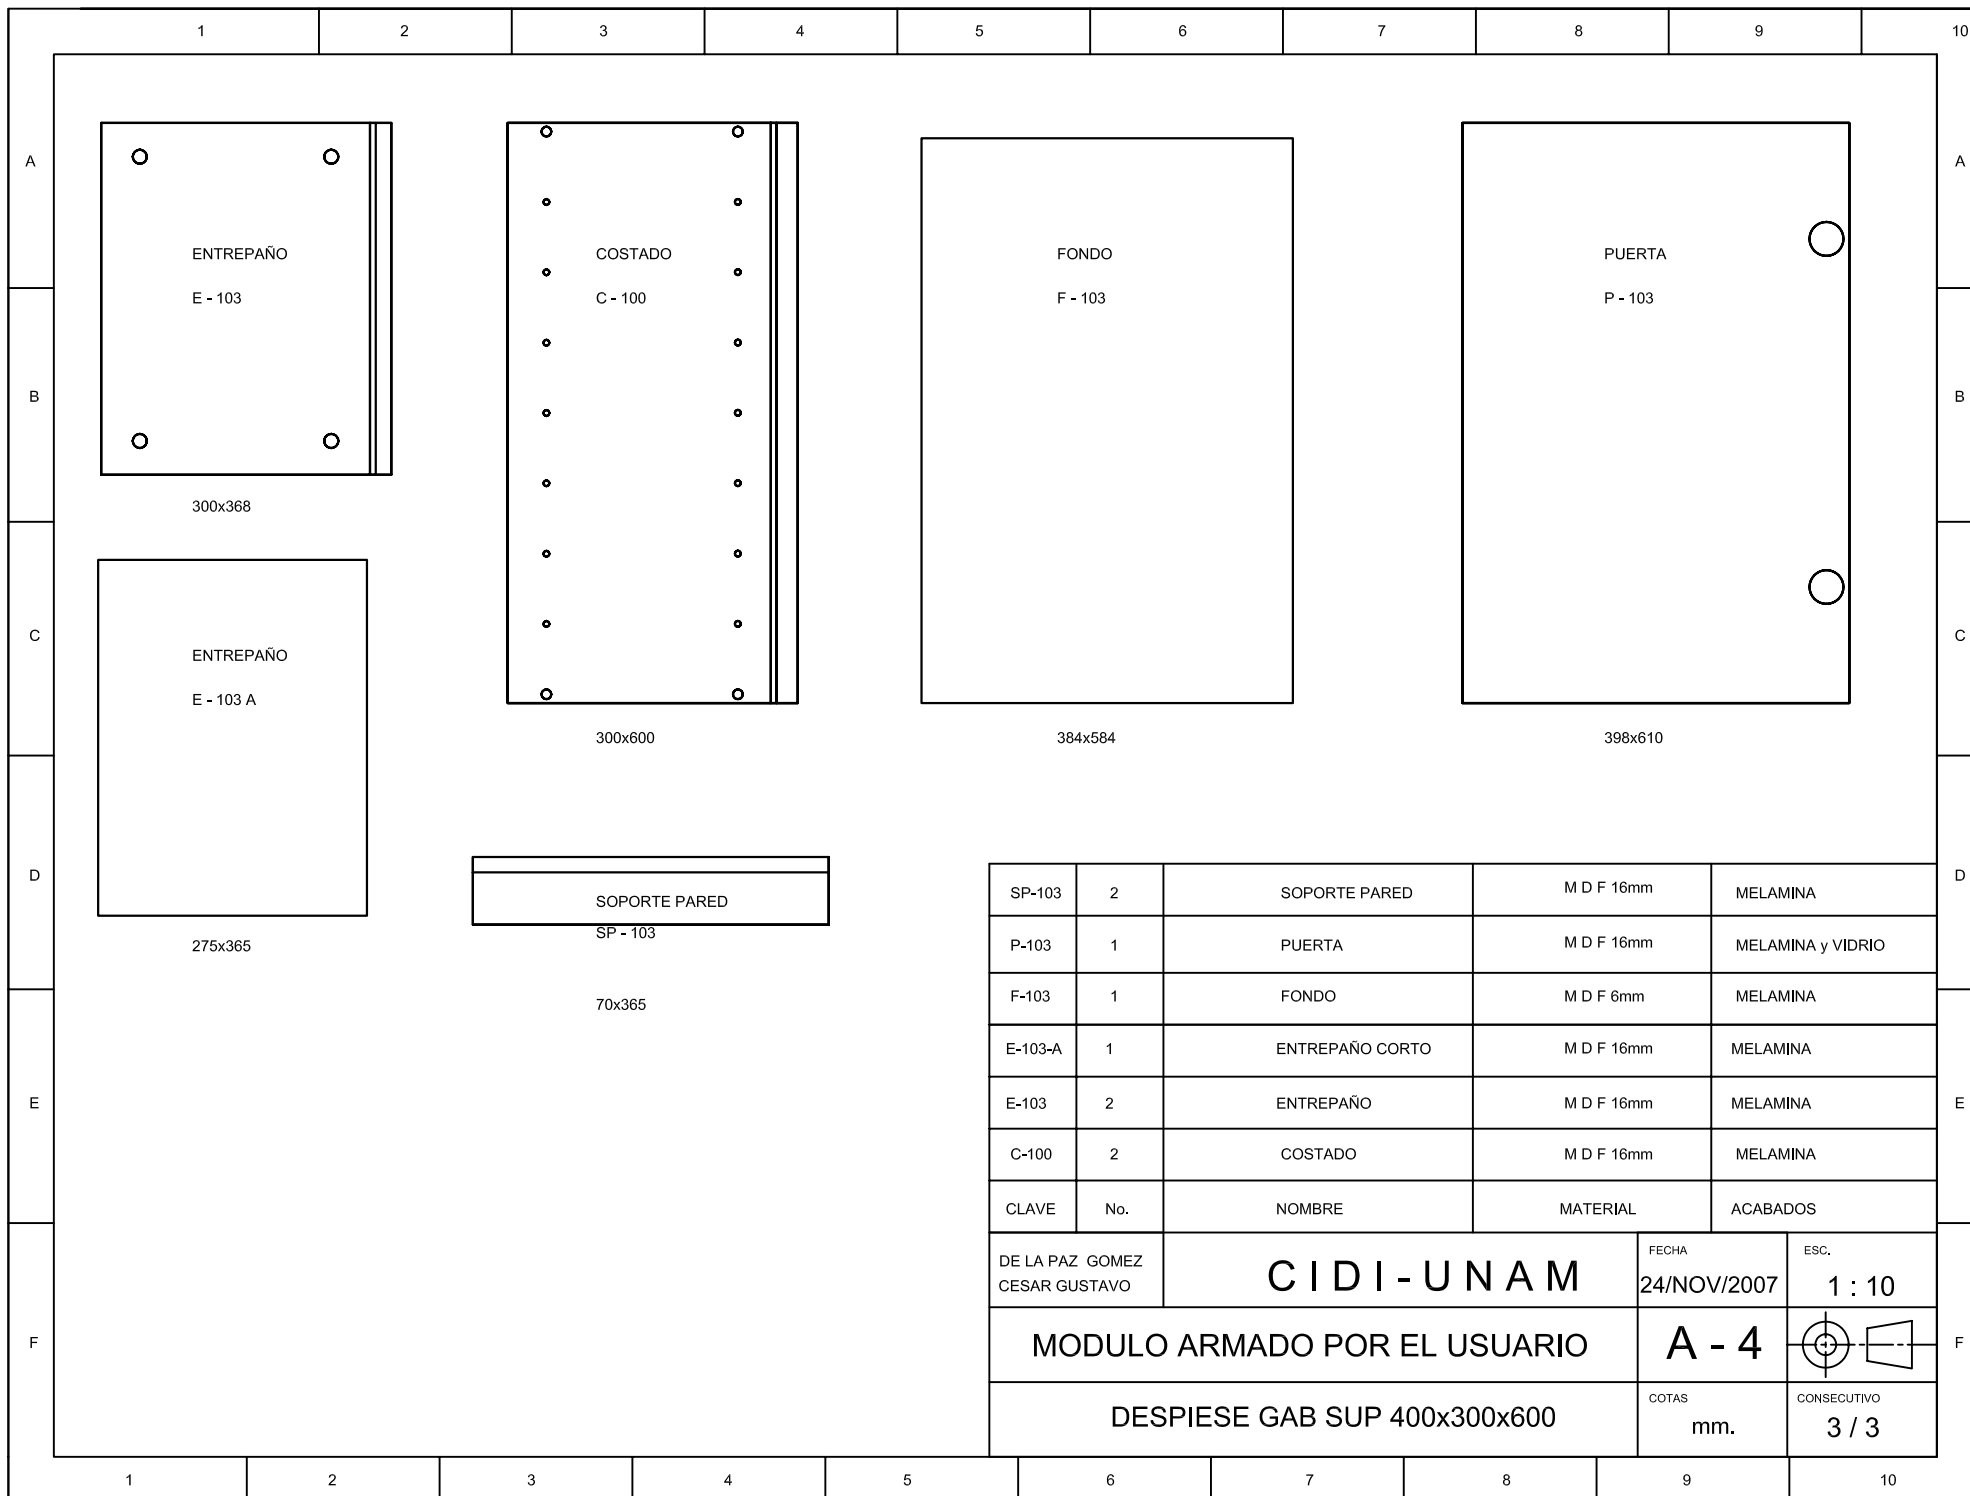 1 2 3 4 5 6 7 8 9 10
A A
B B
C C
D D
E E
F F
ENTREPAÑO
E - 103
300x368
COSTADO
C - 100
300x600
FONDO
F - 103
384x584
PUERTA
P - 103
398x610
ENTREPAÑO
E - 103 A
275x365
SOPORTE PARED
SP - 103
70x365
SP-103 2 SOPORTE PARED M D F 16mm MELAMINA
P-103 1 PUERTA M D F 16mm MELAMINA y VIDRIO
F-103 1 FONDO M D F 6mm MELAMINA
E-103-A 1 ENTREPAÑO CORTO M D F 16mm MELAMINA
E-103 2 ENTREPAÑO M D F 16mm MELAMINA
C-100 2 COSTADO M D F 16mm MELAMINA
CLAVE No. NOMBRE MATERIAL ACABADOS
DE LA PAZ GOMEZ
CESAR GUSTAVO
CIDI-UNAM
FECHA
24/NOV/2007
ESC.
1 : 10
MODULO ARMADO POR EL USUARIO
A - 4
DESPIESE GAB SUP 400x300x600
COTAS
mm.
CONSECUTIVO
3 / 3
1 2 3 4 5 6 7 8 9 10